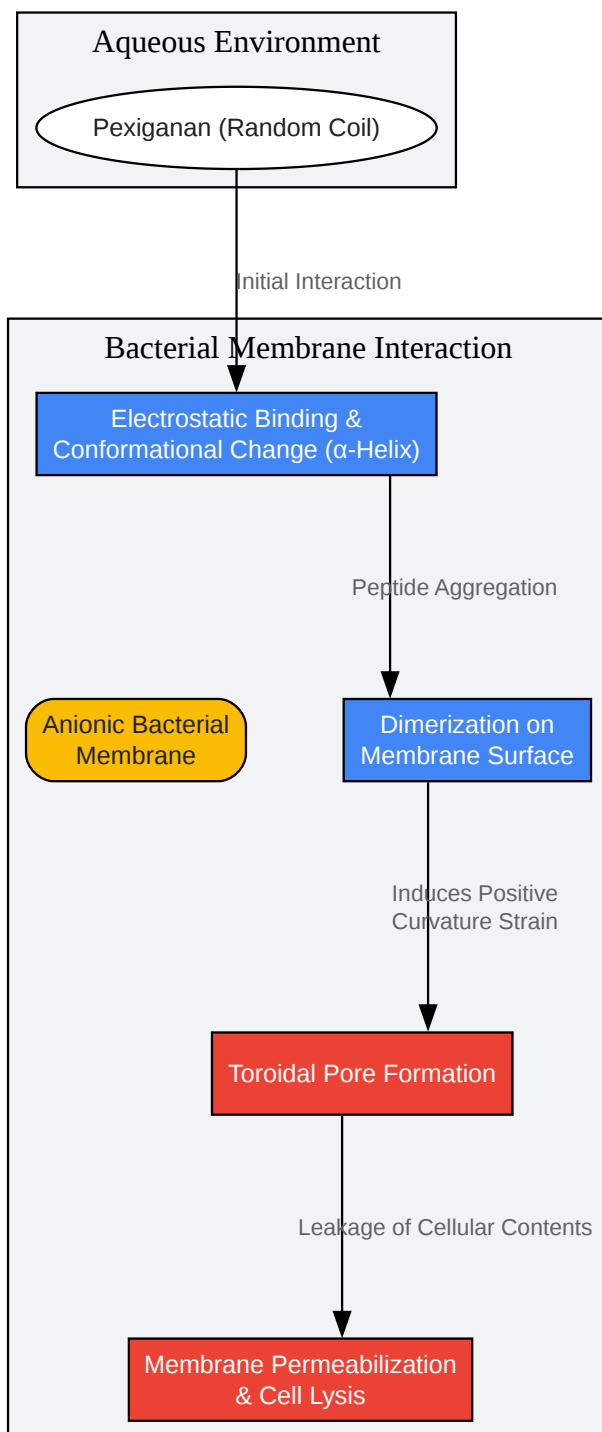 Aqueous Environment
Pexiganan (Random Coil)
Initial Interaction
Bacterial Membrane Interaction
Electrostatic Binding &
Conformational Change (α-Helix)
Peptide Aggregation
Anionic Bacterial
Membrane
Dimerization on
Membrane Surface
Induces Positive
Curvature Strain
Toroidal Pore Formation
Leakage of Cellular Contents
Membrane Permeabilization
& Cell Lysis